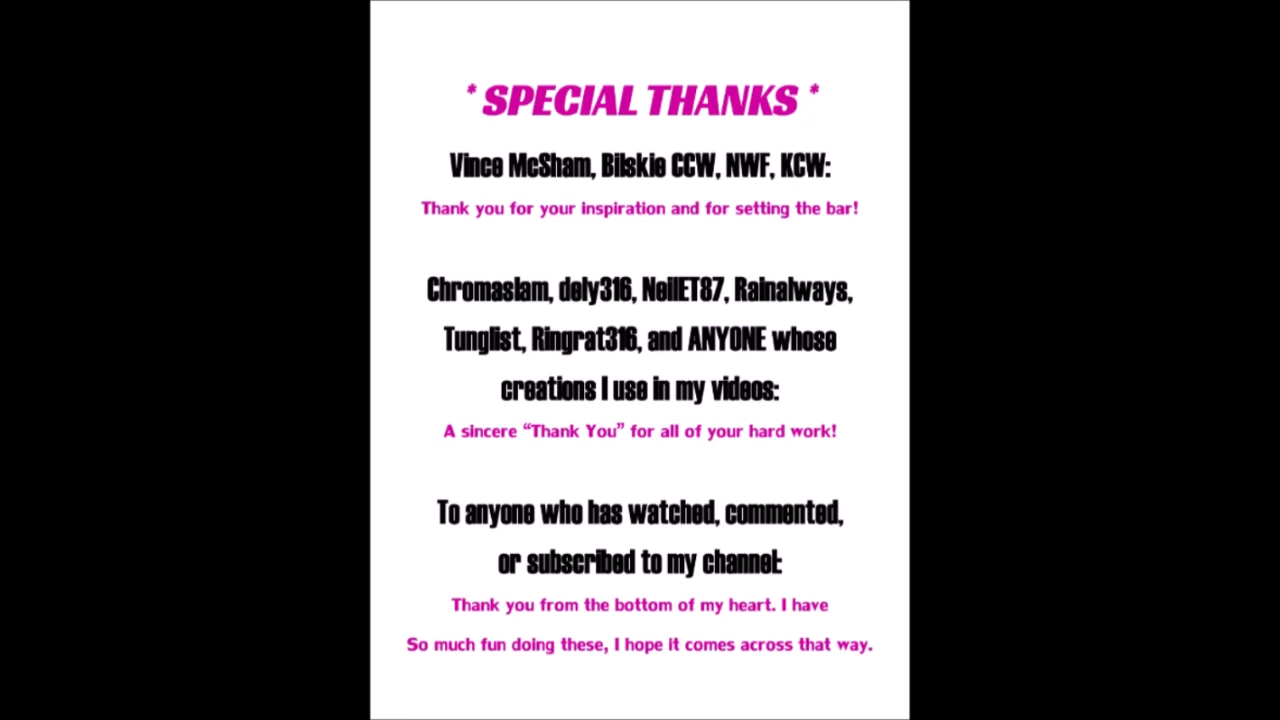 * SPECIAL THANKS *
Vince McSham, Bilskie CCW, NWF, KCW:
Thank you for your inspiration and for setting the bar!
Chromaslam, defy316, NeilET87, Rainalways,
Tunglist, Ringrat316, and ANYONE whose
creations I use in my videos:
A sincere “Thank You” for all of your hard work!
To anyone who has watched, commented,
or subscribed to my channel:
Thank you from the bottom of my heart. I have
So much fun doing these, I hope it comes across that way.